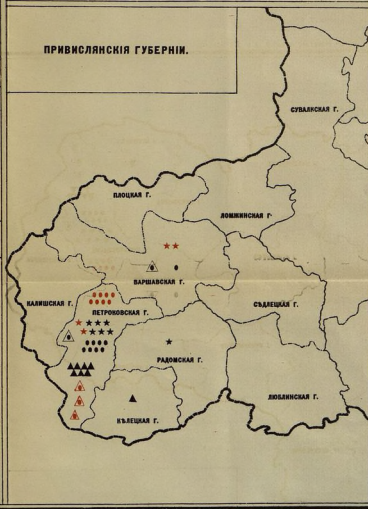 ПРИВИСЛЯНСКІЯ ГУБЕРНІИ.
СУВАЛКСКАЯ Г.
ПЛОЦКАЯ Г.
ЛОМЖИНСКАЯ Г.
ВАРШАВСКАЯ Г.
КАЛИШСКАЯ Г.
ПЕТРОКОВСКАЯ Г.
СѢДЛЕЦКАЯ Г.
РАДОМСКАЯ Г.
ЛЮБЛИНСКАЯ Г.
КѢЛЕЦКАЯ Г.